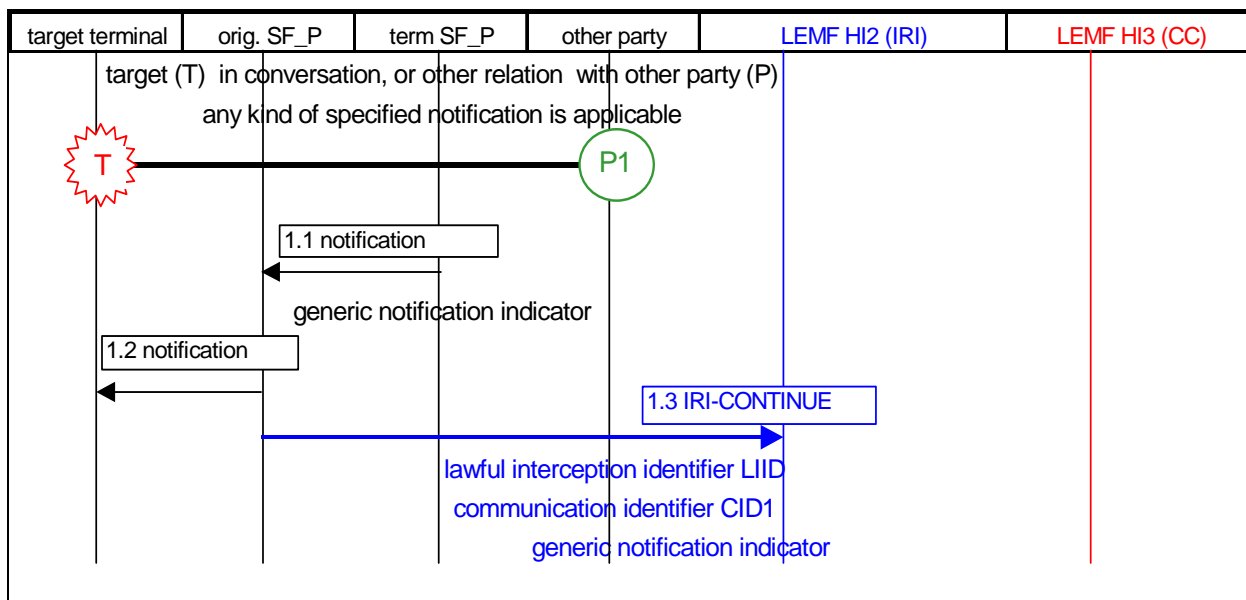 target terminal orig. SF_P term SF_P other party LEMF HI2 (IRI) LEMF HI3 (CC)
target (T) in conversation, or other relation with other party (P)
any kind of specified notification is applicable
T P1
1.1 notification
generic notification indicator
1.2 notification
1.3 IRI-CONTINUE
lawful interception identifier LIID
communication identifier CID1
generic notification indicator